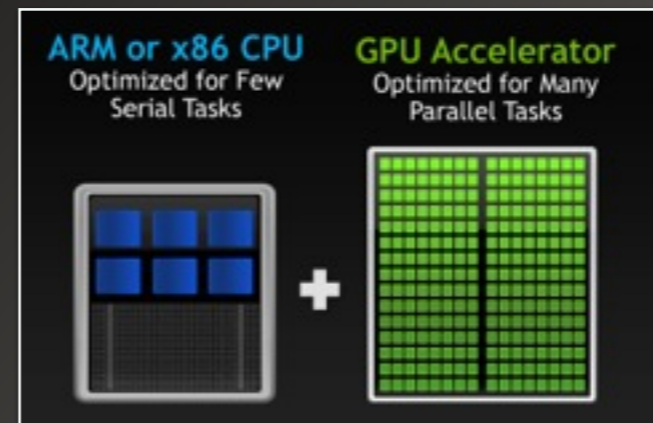 ARM or x86 CPU
Optimized for Few
Serial Tasks
GPU Accelerator
Optimized for Many
Parallel Tasks